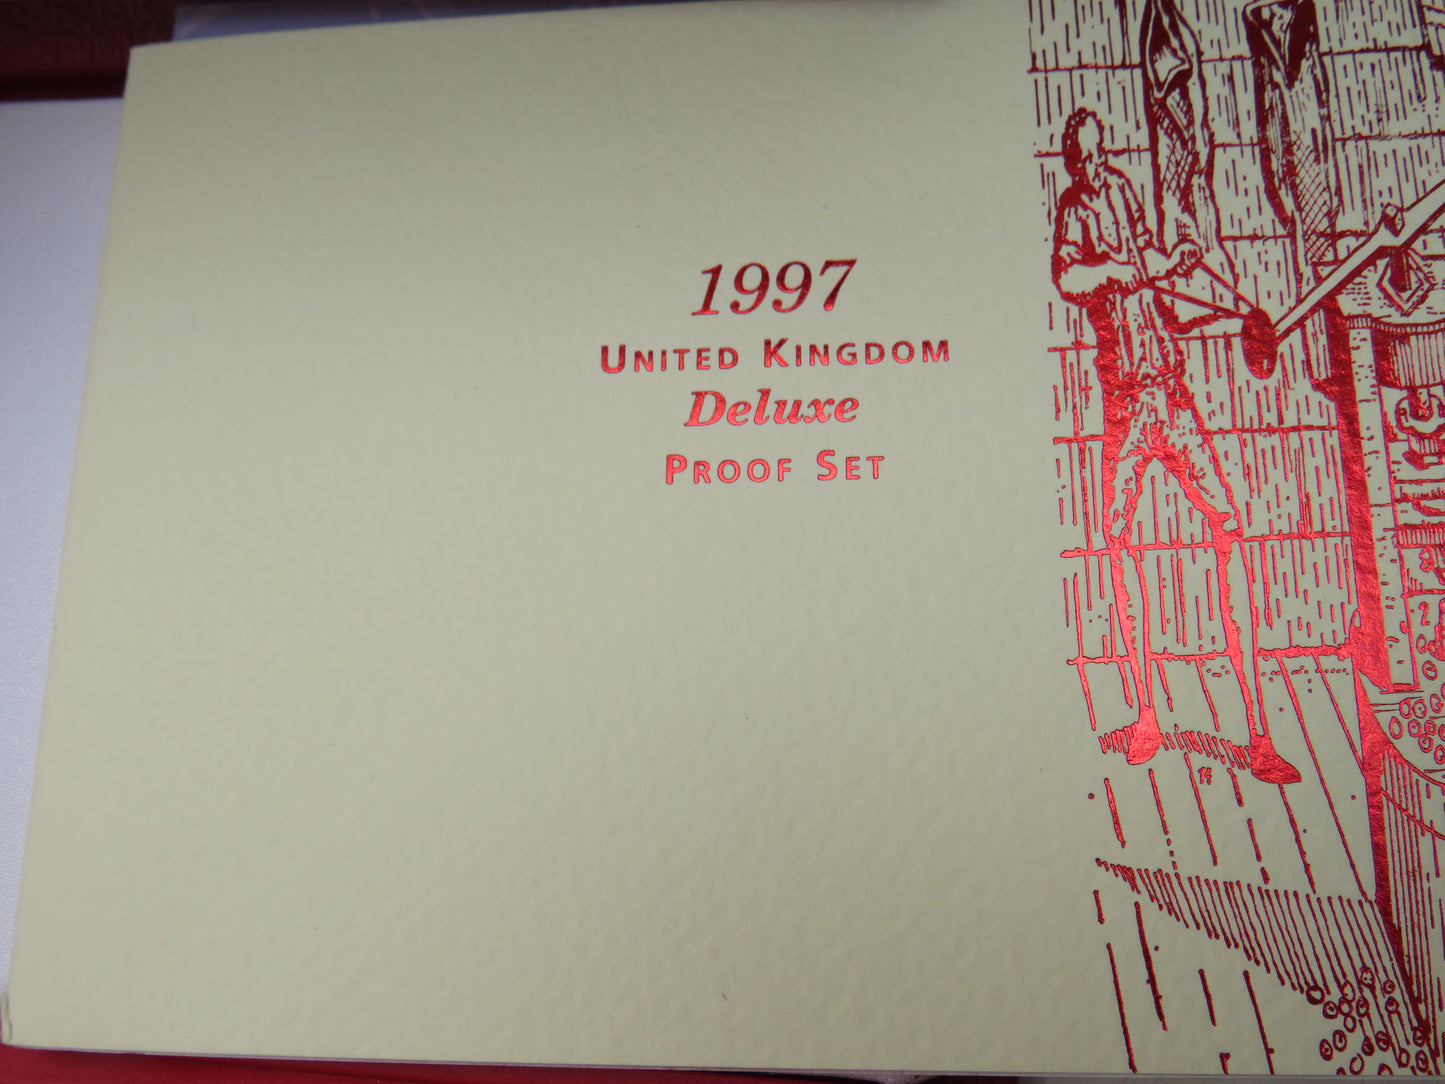 1997
UNITED KINGDOM
Deluxe
PROOF SET